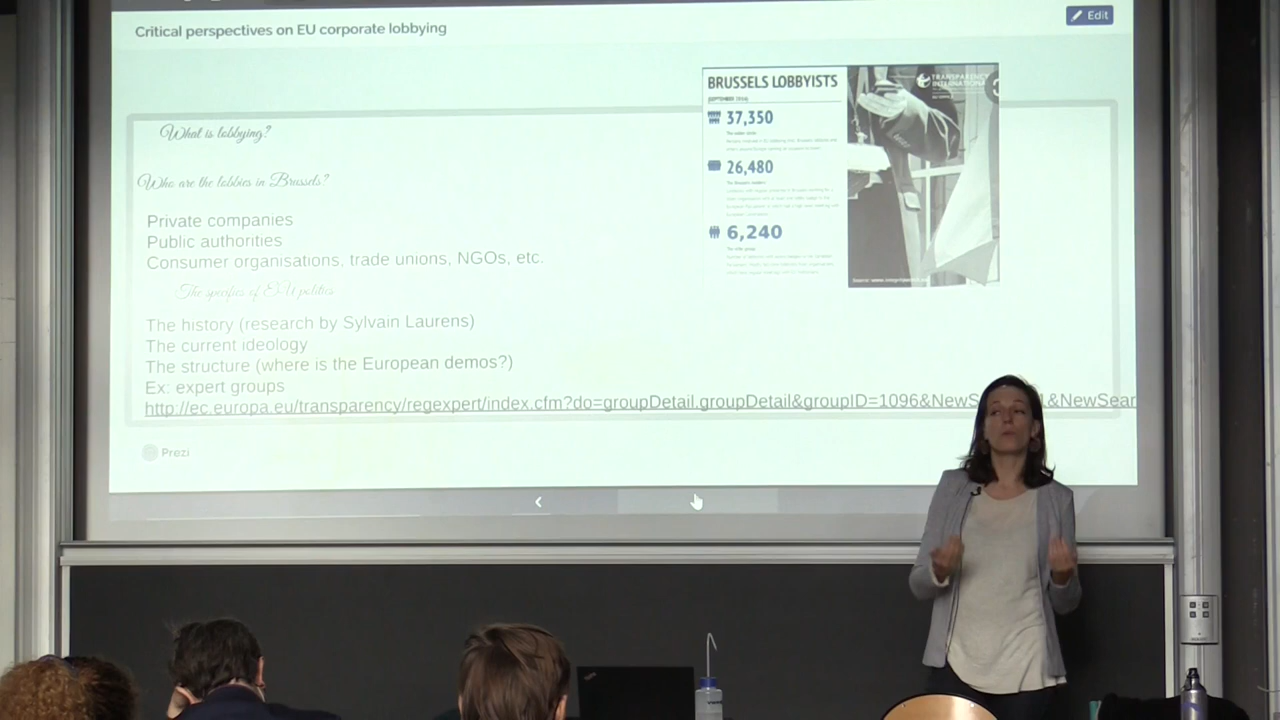 Critical perspectives on EU corporate lobbying
Edit
What is lobbying?
Who are the lobbies in Brussels?
Private companies
Public authorities
Consumer organisations, trade unions, NGOs, etc.
The specifics of EU politics
The history (research by Sylvain Laurens)
The current ideology
The structure (where is the European demos?)
Ex: expert groups
http://ec.europa.eu/transparency/regexpert/index.cfm?do=groupDetail.groupDetail&groupID=1096&NewS
1&NewSear
Prezi
BRUSSELS LOBBYISTS
37,350
26,480
6,240
TRANSPARENCY
INTERNATIONAL